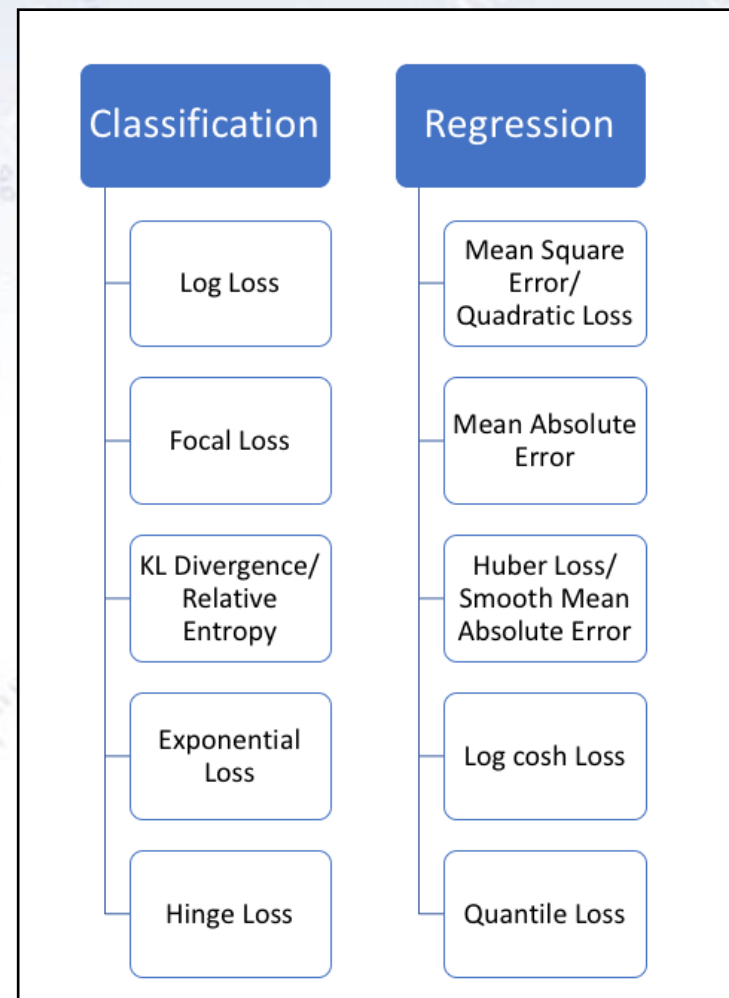 Classification
Log Loss
Focal Loss
KL Divergence/
Relative
Entropy
Exponential
Loss
Hinge Loss
Regression
Mean Square
Error/
Quadratic Loss
Mean Absolute
Error
Huber Loss/
Smooth Mean
Absolute Error
Log cosh Loss
Quantile Loss